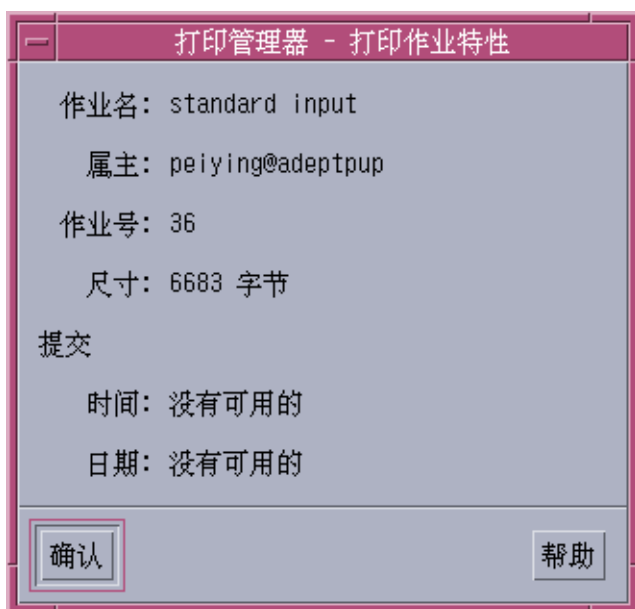 打印管理器 - 打印作业特性
作业名: standard input
属主: peiying@adeptpup
作业号: 36
尺寸: 6683 字节
提交
时间: 没有可用的
日期: 没有可用的
确认 帮助